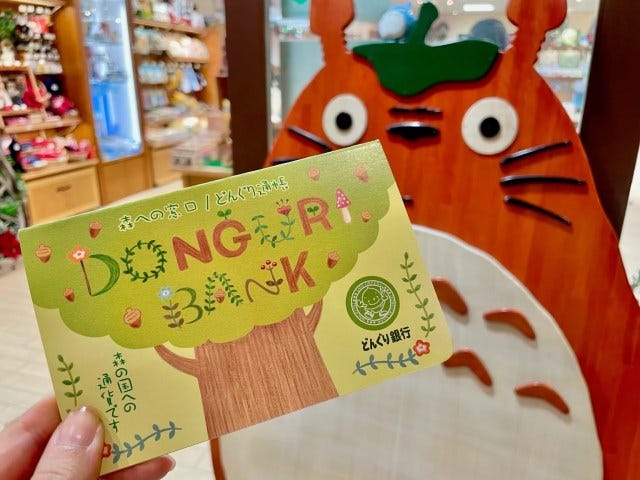 森への窓口/どんぐり通帳
DONGURI
BANK
どんぐり銀行
森の国への
通貨です